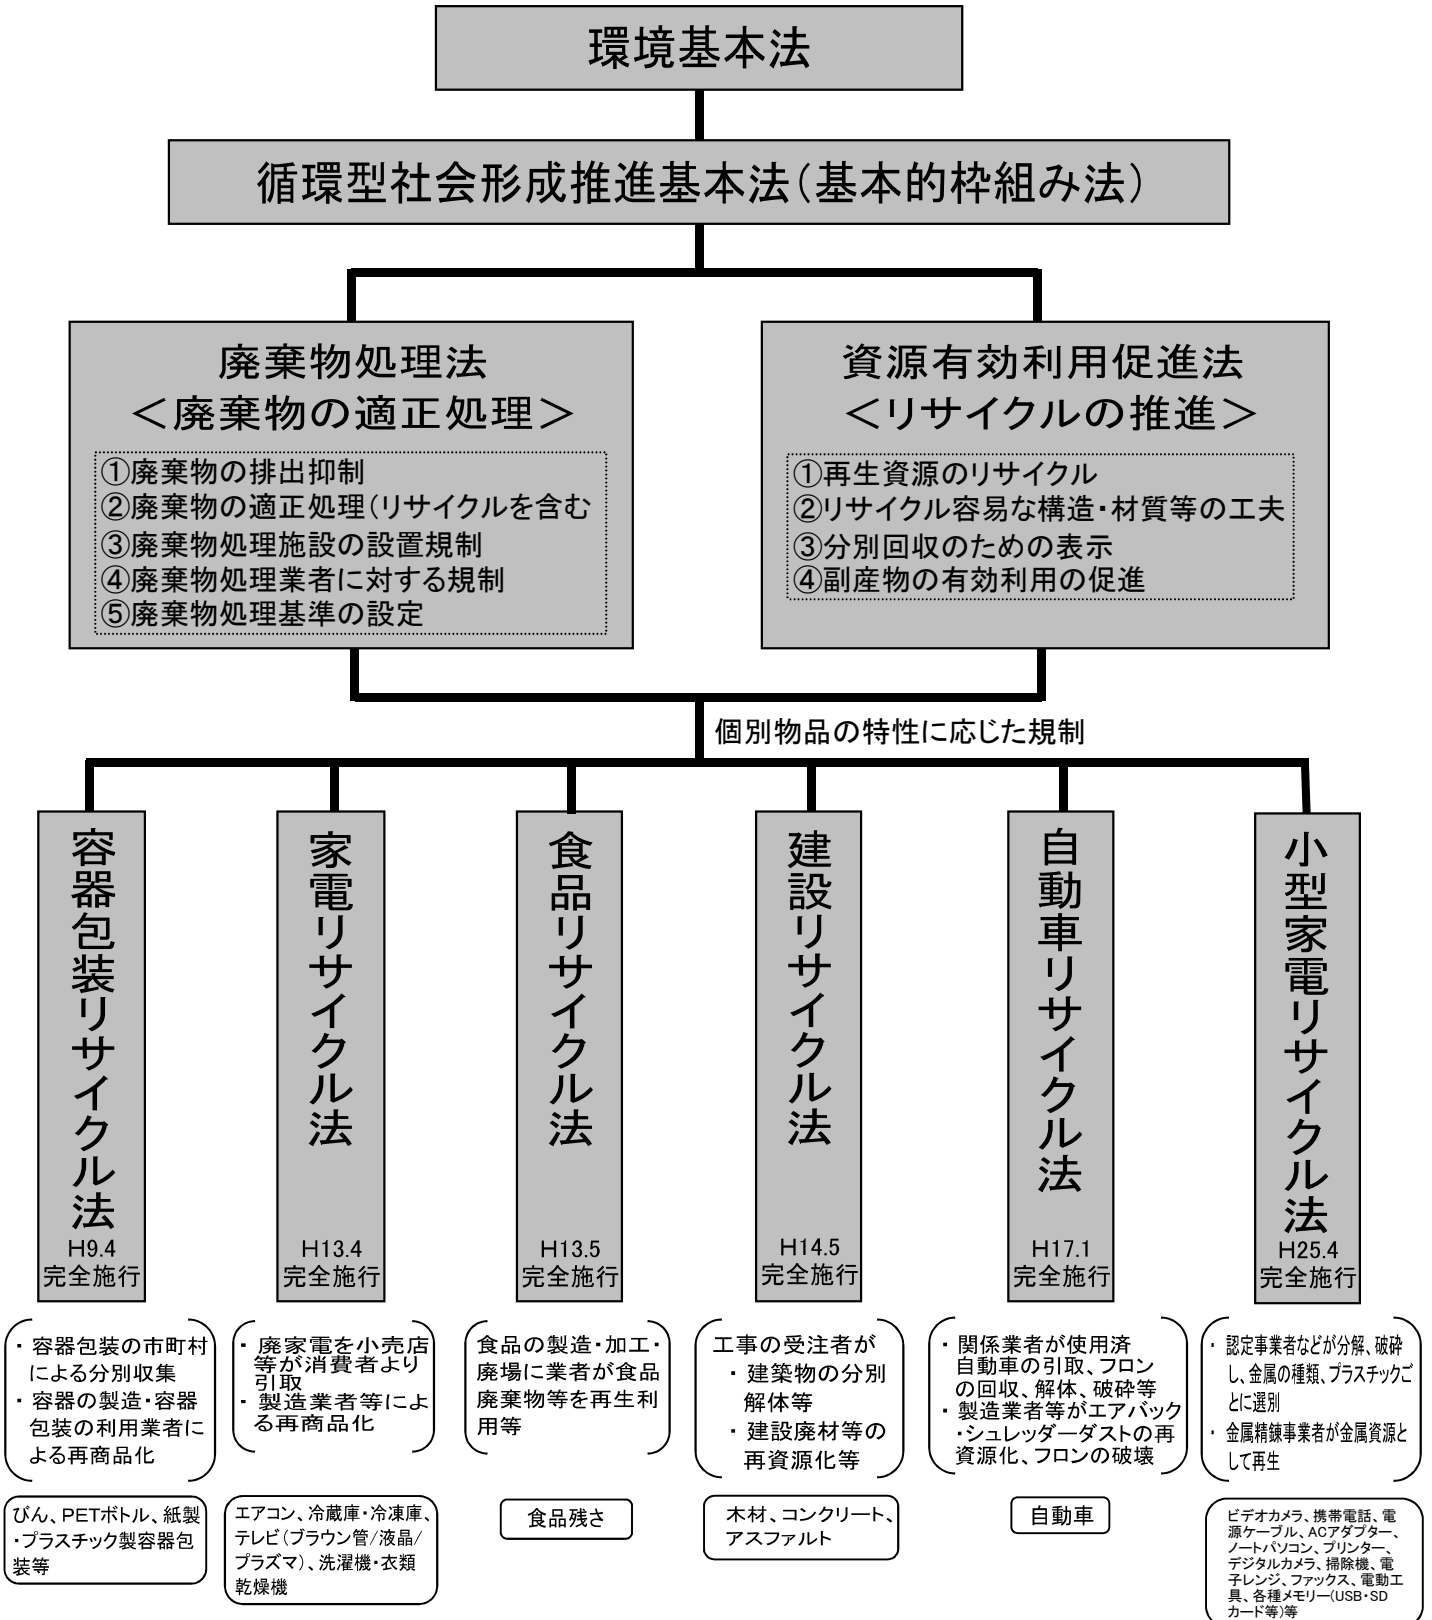 環境基本法
循環型社会形成推進基本法(基本的枠組み法)
廃棄物処理法
<廃棄物の適正処理>
①廃棄物の排出抑制
②廃棄物の適正処理(リサイクルを含む
③廃棄物処理施設の設置規制
④廃棄物処理業者に対する規制
⑤廃棄物処理基準の設定
資源有効利用促進法
<リサイクルの推進>
①再生資源のリサイクル
②リサイクル容易な構造・材質等の工夫
③分別回収のための表示
④副産物の有効利用の促進
個別物品の特性に応じた規制
容器包装リサイクル法
H9.4
完全施行
家電リサイクル法
H13.4
完全施行
食品リサイクル法
H13.5
完全施行
建設リサイクル法
H14.5
完全施行
自動車リサイクル法
H17.1
完全施行
小型家電リサイクル法
H25.4
完全施行
・容器包装の市町村
による分別収集
・容器の製造・容器
包装の利用業者に
よる再商品化
・廃家電を小売店
等が消費者より
引取
・製造業者等によ
る再商品化
食品の製造・加工・
廃場に業者が食品
廃棄物等を再生利
用等
工事の受注者が
・建築物の分別
解体等
・建設廃材等の
再資源化等
・関係業者が使用済
自動車の引取、フロン
の回収、解体、破砕等
・製造業者等がエアバック
・シュレッダーダストの再
資源化、フロンの破壊
・認定事業者などが分解、破砕
し、金属の種類、プラスチックご
とに選別
・金属精錬事業者が金属資源と
して再生
びん、PETボトル、紙製
・プラスチック製容器包
装等
エアコン、冷蔵庫・冷凍庫、
テレビ(ブラウン管/液晶/
プラズマ)、洗濯機・衣類
乾燥機
食品残さ
木材、コンクリート、
アスファルト
自動車
ビデオカメラ、携帯電話、電
源ケーブル、ACアダプター、
ノートパソコン、プリンター、
デジタルカメラ、掃除機、電
子レンジ、ファックス、電動工
具、各種メモリー(USB・SD
カード等)等